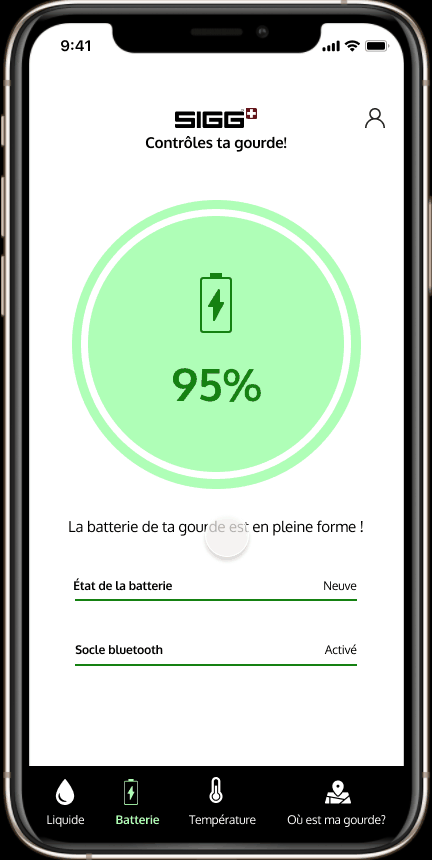 9:41
SIGG
Contrôles ta gourde!
95%
La batterie de ta gourde est en pleine forme !
État de la batterie Neuve
Socle bluetooth Activé
Liquide Batterie Température Où est ma gourde?